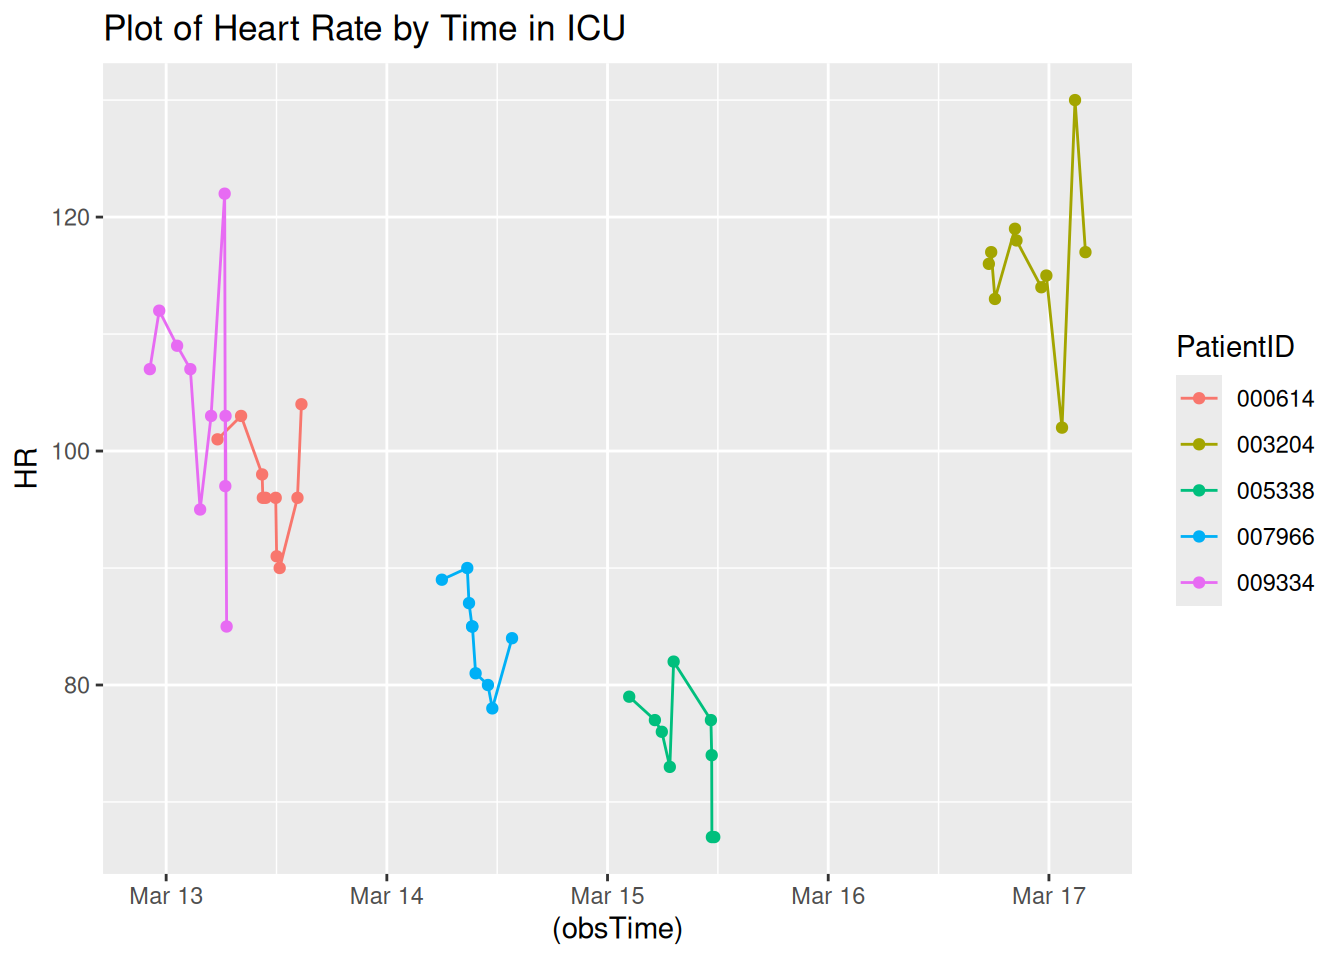 Plot of Heart Rate by Time in ICU
HR
120
100
80
Mar 13 Mar 14 Mar 15 Mar 16 Mar 17
(obsTime)
PatientID
000614
003204
005338
007966
009334